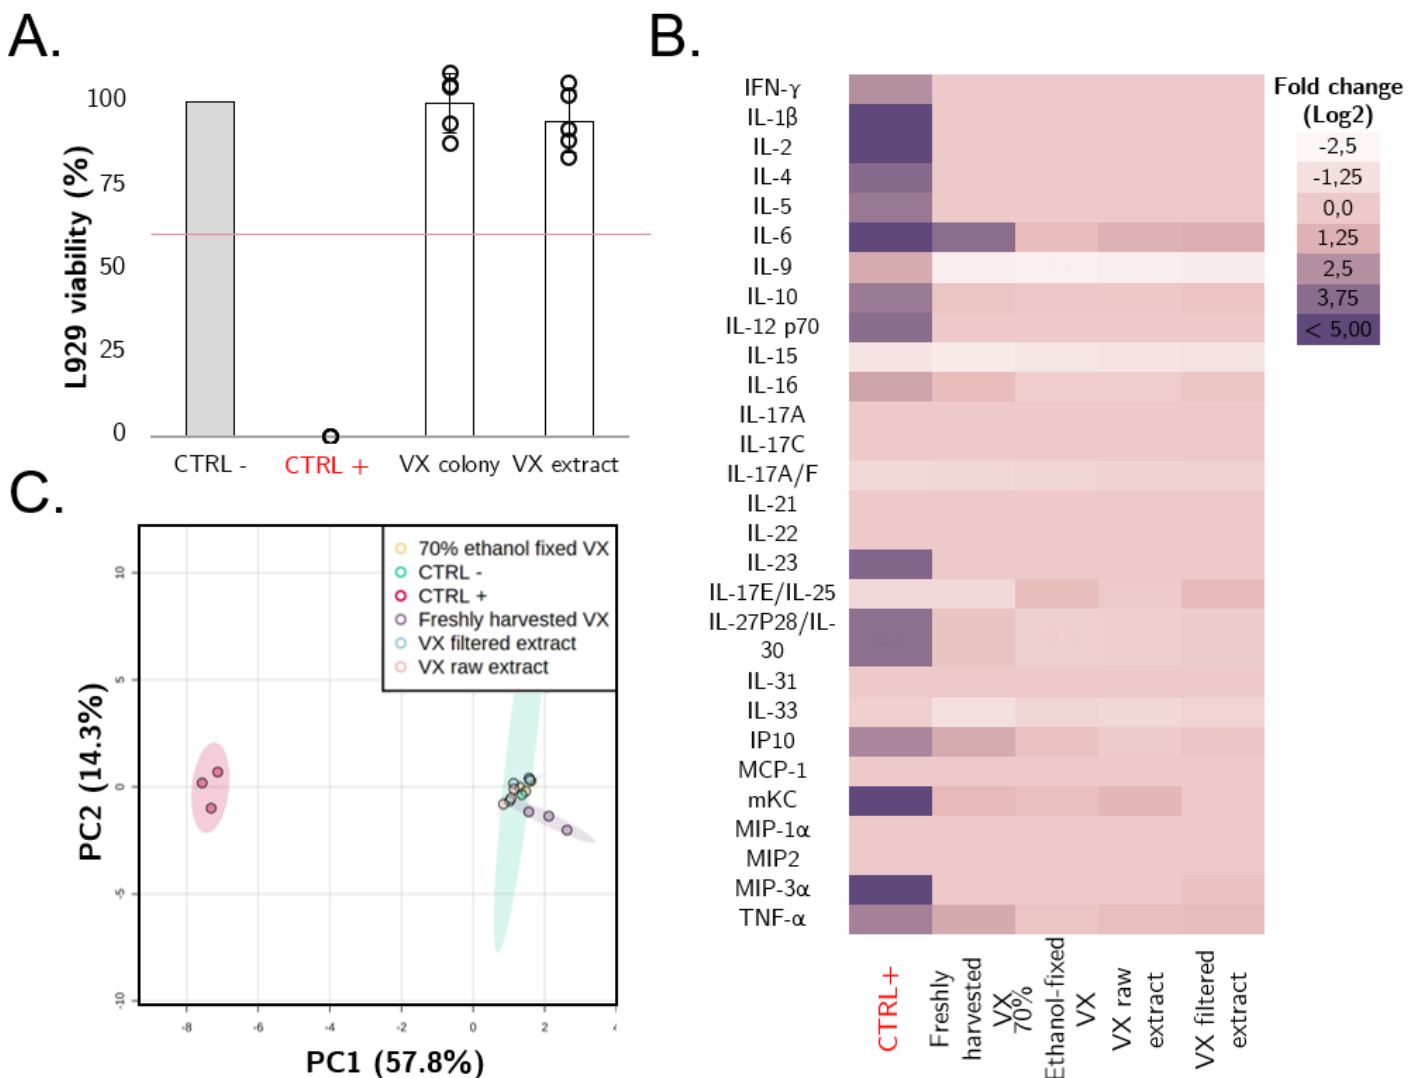 A.
L929 viability (%)
100
75
50
25
0
CTRL -
CTRL +
VX colony
VX extract
B.
IFN-γ
IL-1β
IL-2
IL-4
IL-5
IL-6
IL-9
IL-10
IL-12 p70
IL-15
IL-16
IL-17A
IL-17C
IL-17A/F
IL-21
IL-22
IL-23
IL-17E/IL-25
IL-27P28/IL-
30
IL-31
IL-33
IP10
MCP-1
mKC
MIP-1α
MIP2
MIP-3α
TNF-α
CTRL+
Freshly
harvested
VX
70%
Ethanol-fixed
VX
VX raw
extract
VX filtered
extract
Fold change
(Log2)
-2,5
-1,25
0,0
1,25
2,5
3,75
< 5,00
C.
70% ethanol fixed VX
CTRL -
CTRL +
Freshly harvested VX
VX filtered extract
VX raw extract
PC2 (14.3%)
10
5
0
-5
-10
-8
-6
-4
-2
0
2
4
PC1 (57.8%)